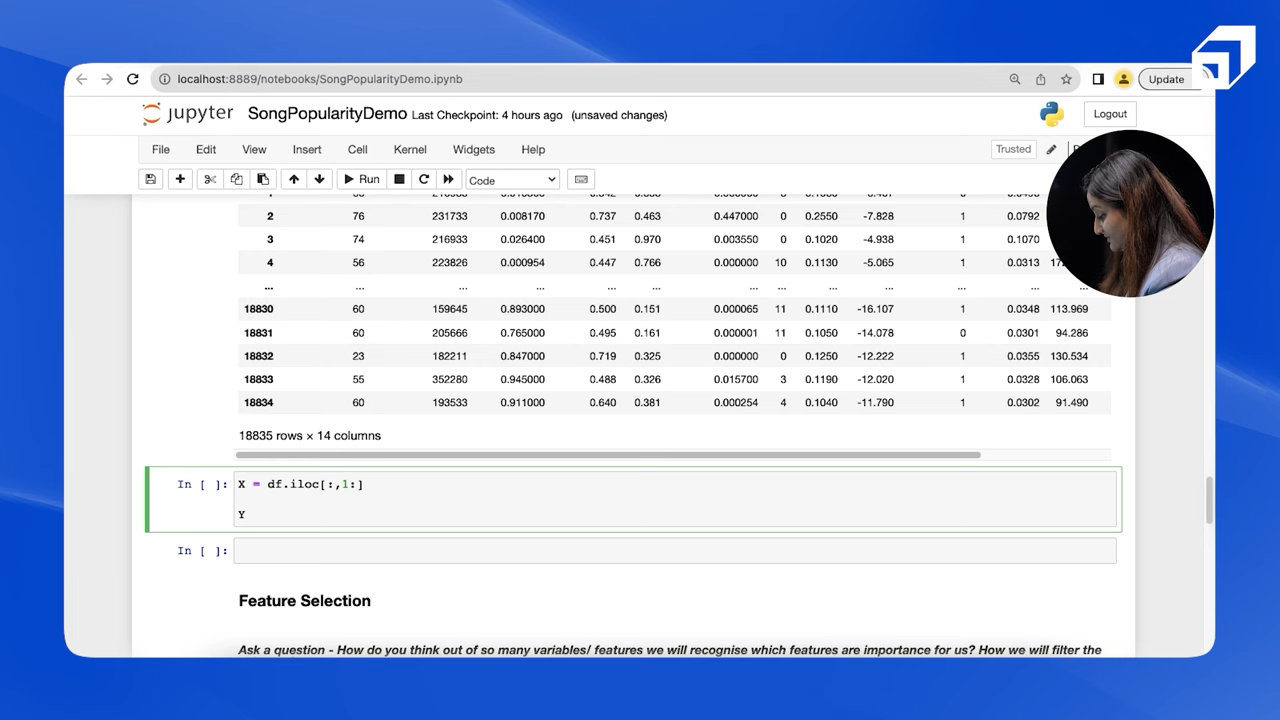 localhost:8889/notebooks/SongPopularityDemo.ipynb
Update
jupyter SongPopularityDemo Last Checkpoint: 4 hours ago (unsaved changes)
Logout
File Edit View Insert Cell Kernel Widgets Help
Trusted
Run
Code
2 76 231733 0.008170 0.737 0.463 0.447000 0 0.2550 -7.828 1 0.0792
3 74 216933 0.026400 0.451 0.970 0.003550 0 0.1020 -4.938 1 0.1070
4 56 223826 0.000954 0.447 0.766 0.000000 10 0.1130 -5.065 1 0.0313
... ... ... ... ... ... ... ... ... ... ... ...
18830 60 159645 0.893000 0.500 0.151 0.000065 11 0.1110 -16.107 1 0.0348 113.969
18831 60 205666 0.765000 0.495 0.161 0.000001 11 0.1050 -14.078 0 0.0301 94.286
18832 23 182211 0.847000 0.719 0.325 0.000000 0 0.1250 -12.222 1 0.0355 130.534
18833 55 352280 0.945000 0.488 0.326 0.015700 3 0.1190 -12.020 1 0.0328 106.063
18834 60 193533 0.911000 0.640 0.381 0.000254 4 0.1040 -11.790 1 0.0302 91.490
18835 rows × 14 columns
In [ ]: X = df.iloc[:,1:]
Y
In [ ]:
Feature Selection
Ask a question - How do you think out of so many variables/ features we will recognise which features are importance for us? How we will filter the